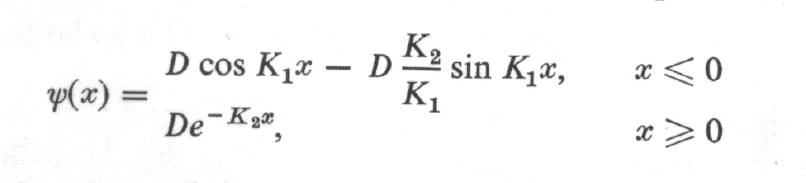 ψ(x) = D cos K₁x − D K₂/K₁ sin K₁x, x ⩽ 0
De^{−K₂x}, x ⩾ 0